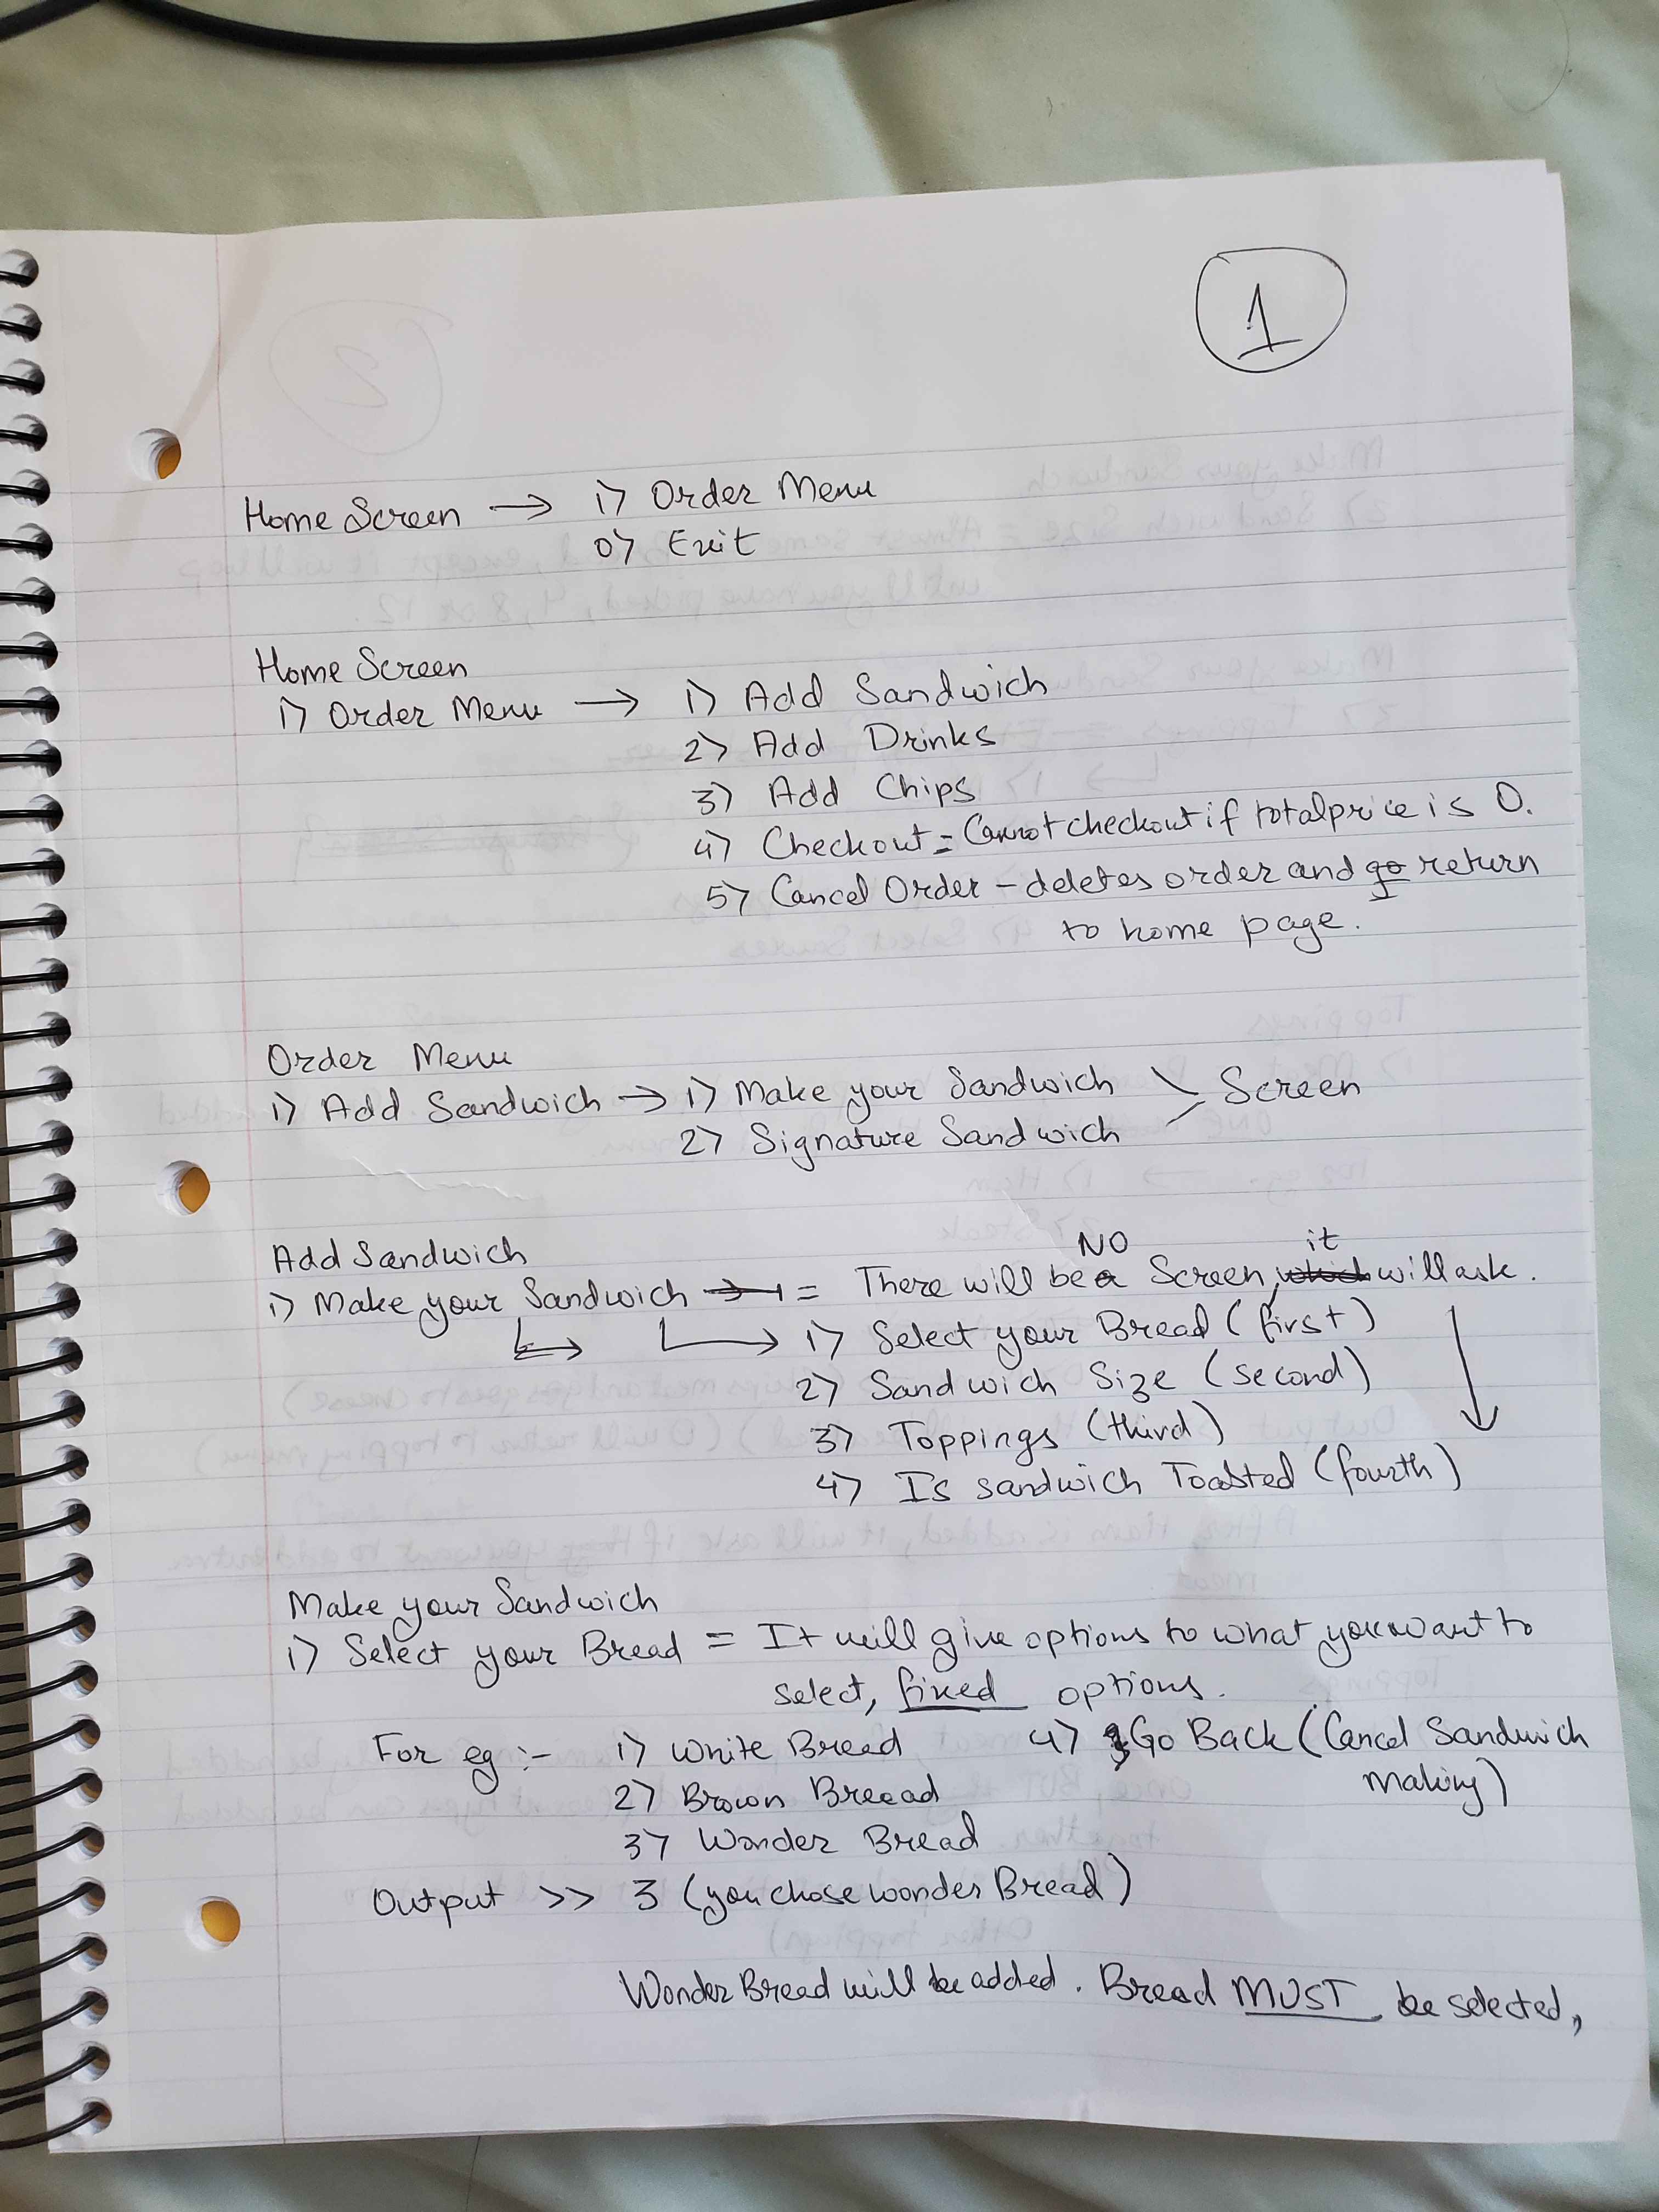 1
Home Screen → 1) Order Menu
0) Exit
Home Screen
1) Order Menu → 1) Add Sandwich
2) Add Drinks
3) Add Chips
4) Checkout = Cannot checkout if total price is 0.
5) Cancel Order - deletes order and go return
to home page.
Order Menu
1) Add Sandwich → 1) Make your Sandwich
2) Signature Sandwich
Screen
Add Sandwich
1) Make your Sandwich → = There will be a NO Screen, which it will ask.
1) Select your Bread (first)
2) Sandwich Size (second)
3) Toppings (third)
4) Is sandwich Toasted (fourth)
Make your Sandwich
1) Select your Bread = It will give options to what you want to
select, fixed options.
For eg :- 1) White Bread 4) Go Back (Cancel Sandwich
Making)
2) Brown Breead
3) Wonder Bread
Output >> 3 (you chose wonder Bread)
Wonder Bread will be added. Bread MUST be selected,